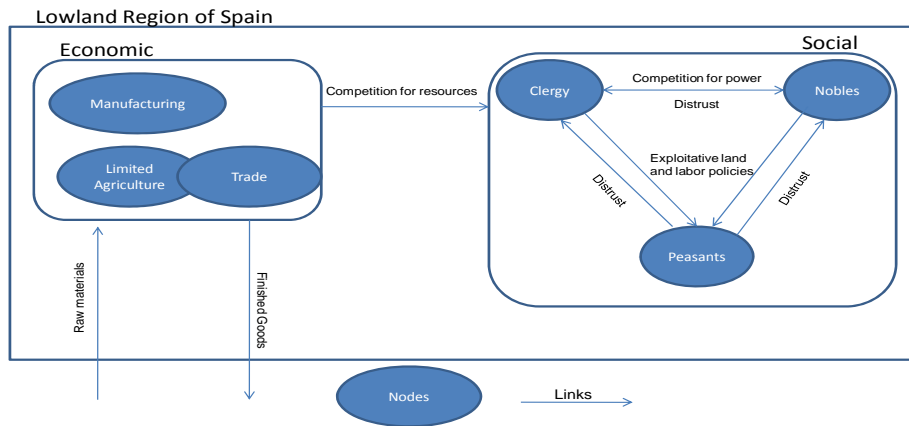 Lowland Region of Spain
Economic
Social
Manufacturing
Limited
Agriculture
Trade
Competition for resources
Clergy
Competition for power
Distrust
Nobles
Exploitative land
and labor policies
Distrust
Distrust
Peasants
Raw materials
Finished Goods
Nodes
Links